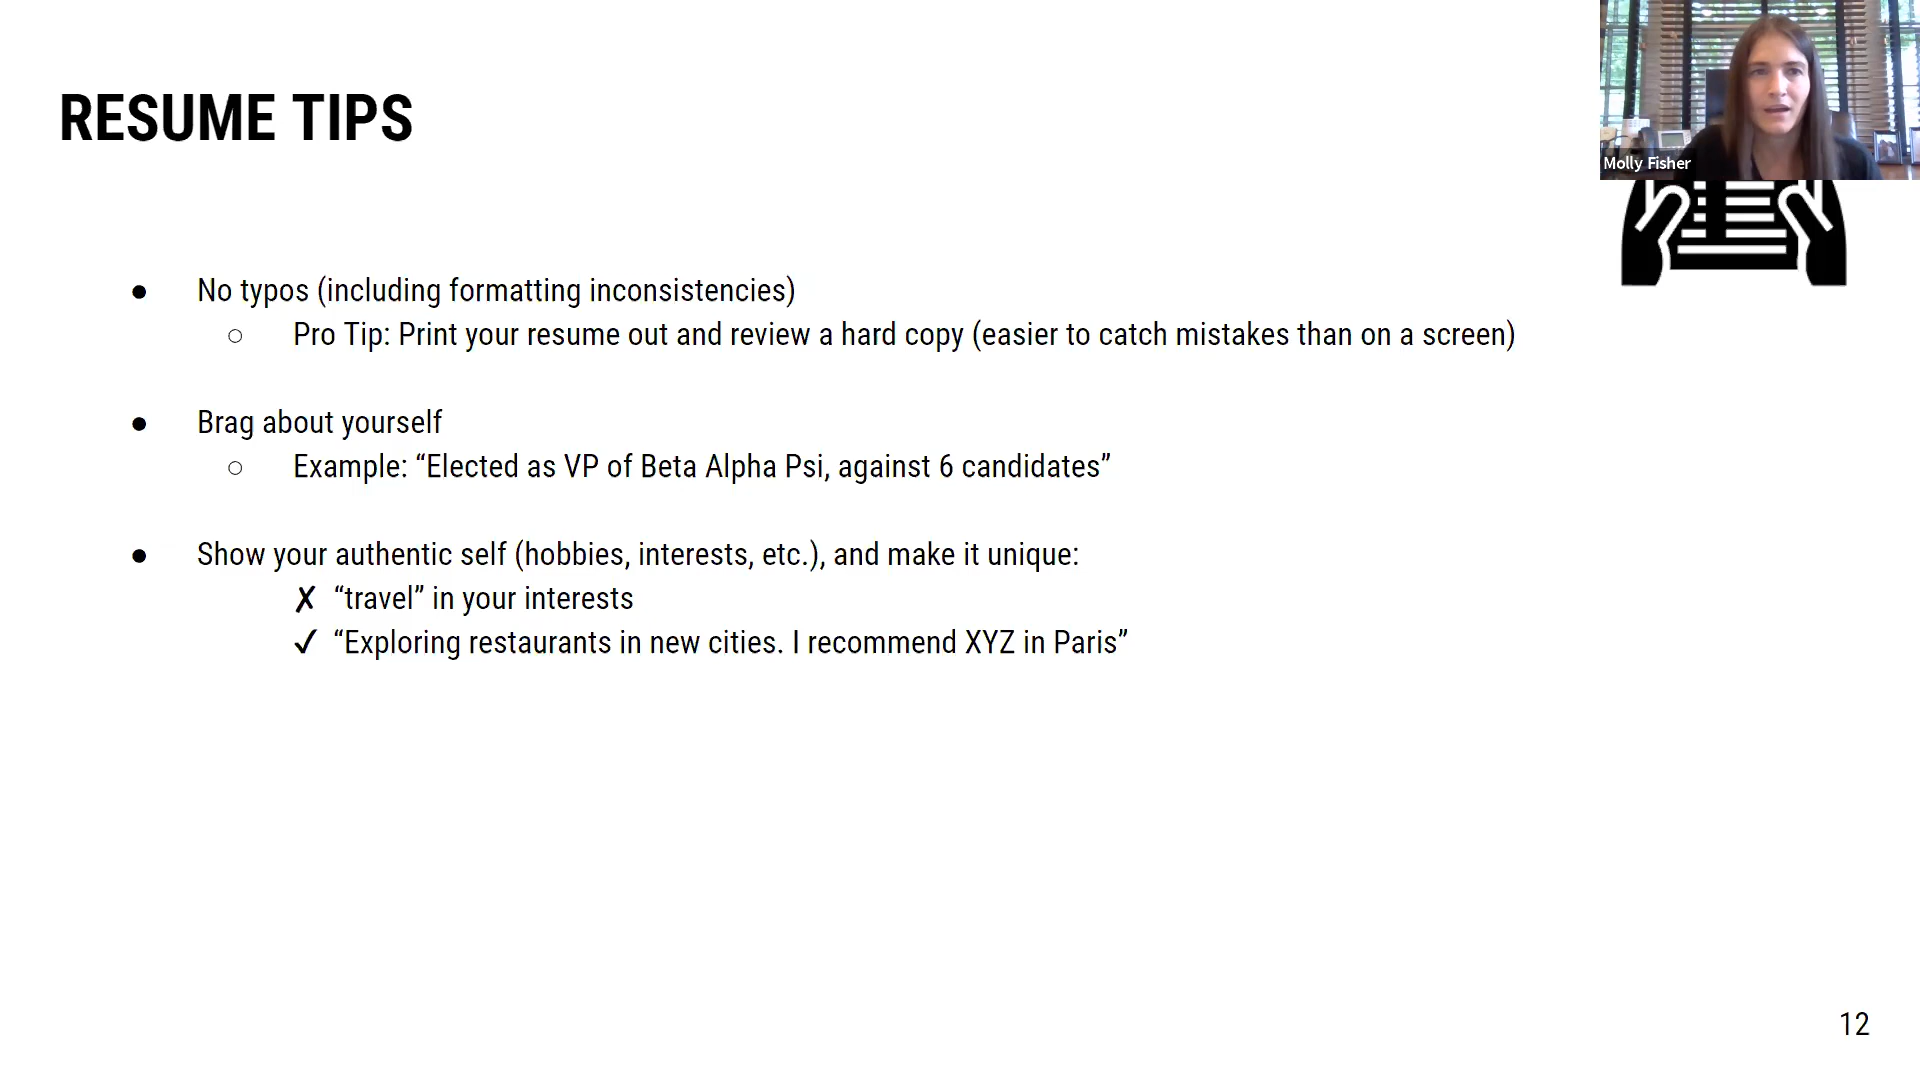 RESUME TIPS
Molly Fisher
● No typos (including formatting inconsistencies)
○ Pro Tip: Print your resume out and review a hard copy (easier to catch mistakes than on a screen)
● Brag about yourself
○ Example: “Elected as VP of Beta Alpha Psi, against 6 candidates”
● Show your authentic self (hobbies, interests, etc.), and make it unique:
✗ “travel” in your interests
✓ “Exploring restaurants in new cities. I recommend XYZ in Paris”
12